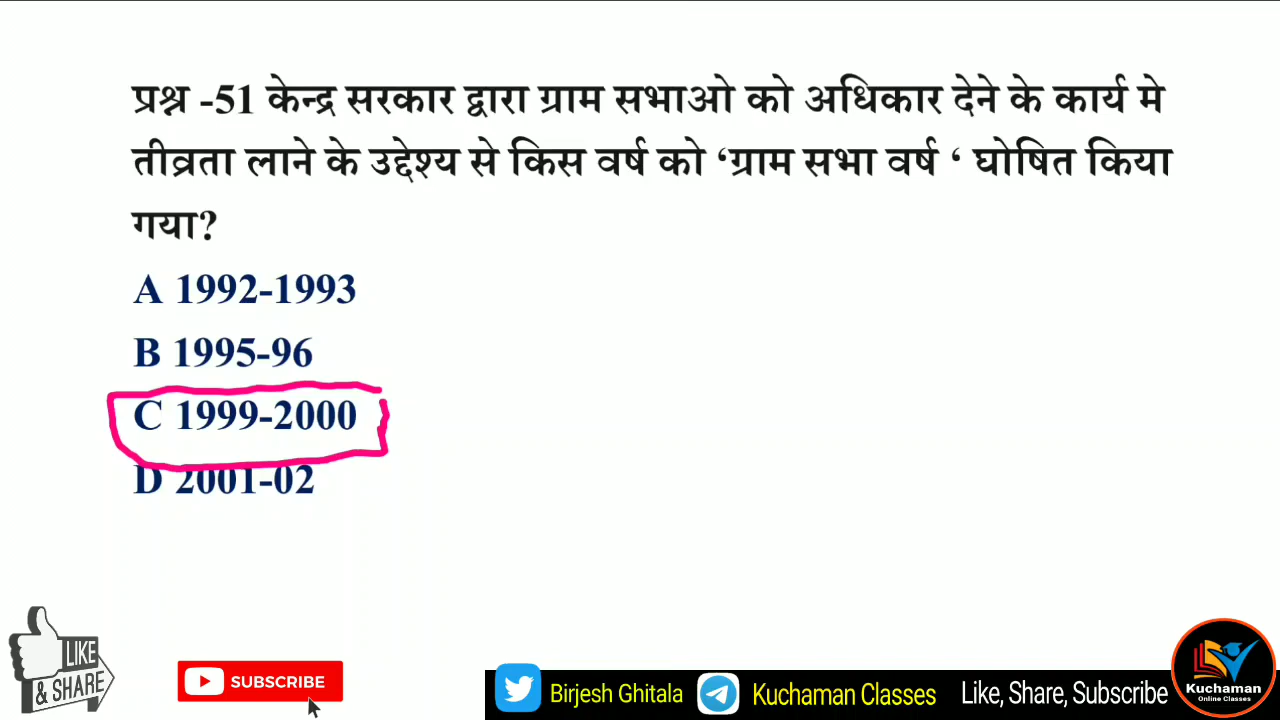 प्रश्न -51 केन्द्र सरकार द्वारा ग्राम सभाओ को अधिकार देने के कार्य मे
तीव्रता लाने के उद्देश्य से किस वर्ष को ‘ग्राम सभा वर्ष ‘ घोषित किया
गया?
A 1992-1993
B 1995-96
C 1999-2000
D 2001-02
LIKE
& SHARE
SUBSCRIBE
Birjesh Ghitala
Kuchaman Classes
Like, Share, Subscribe
Kuchaman
Online Classes